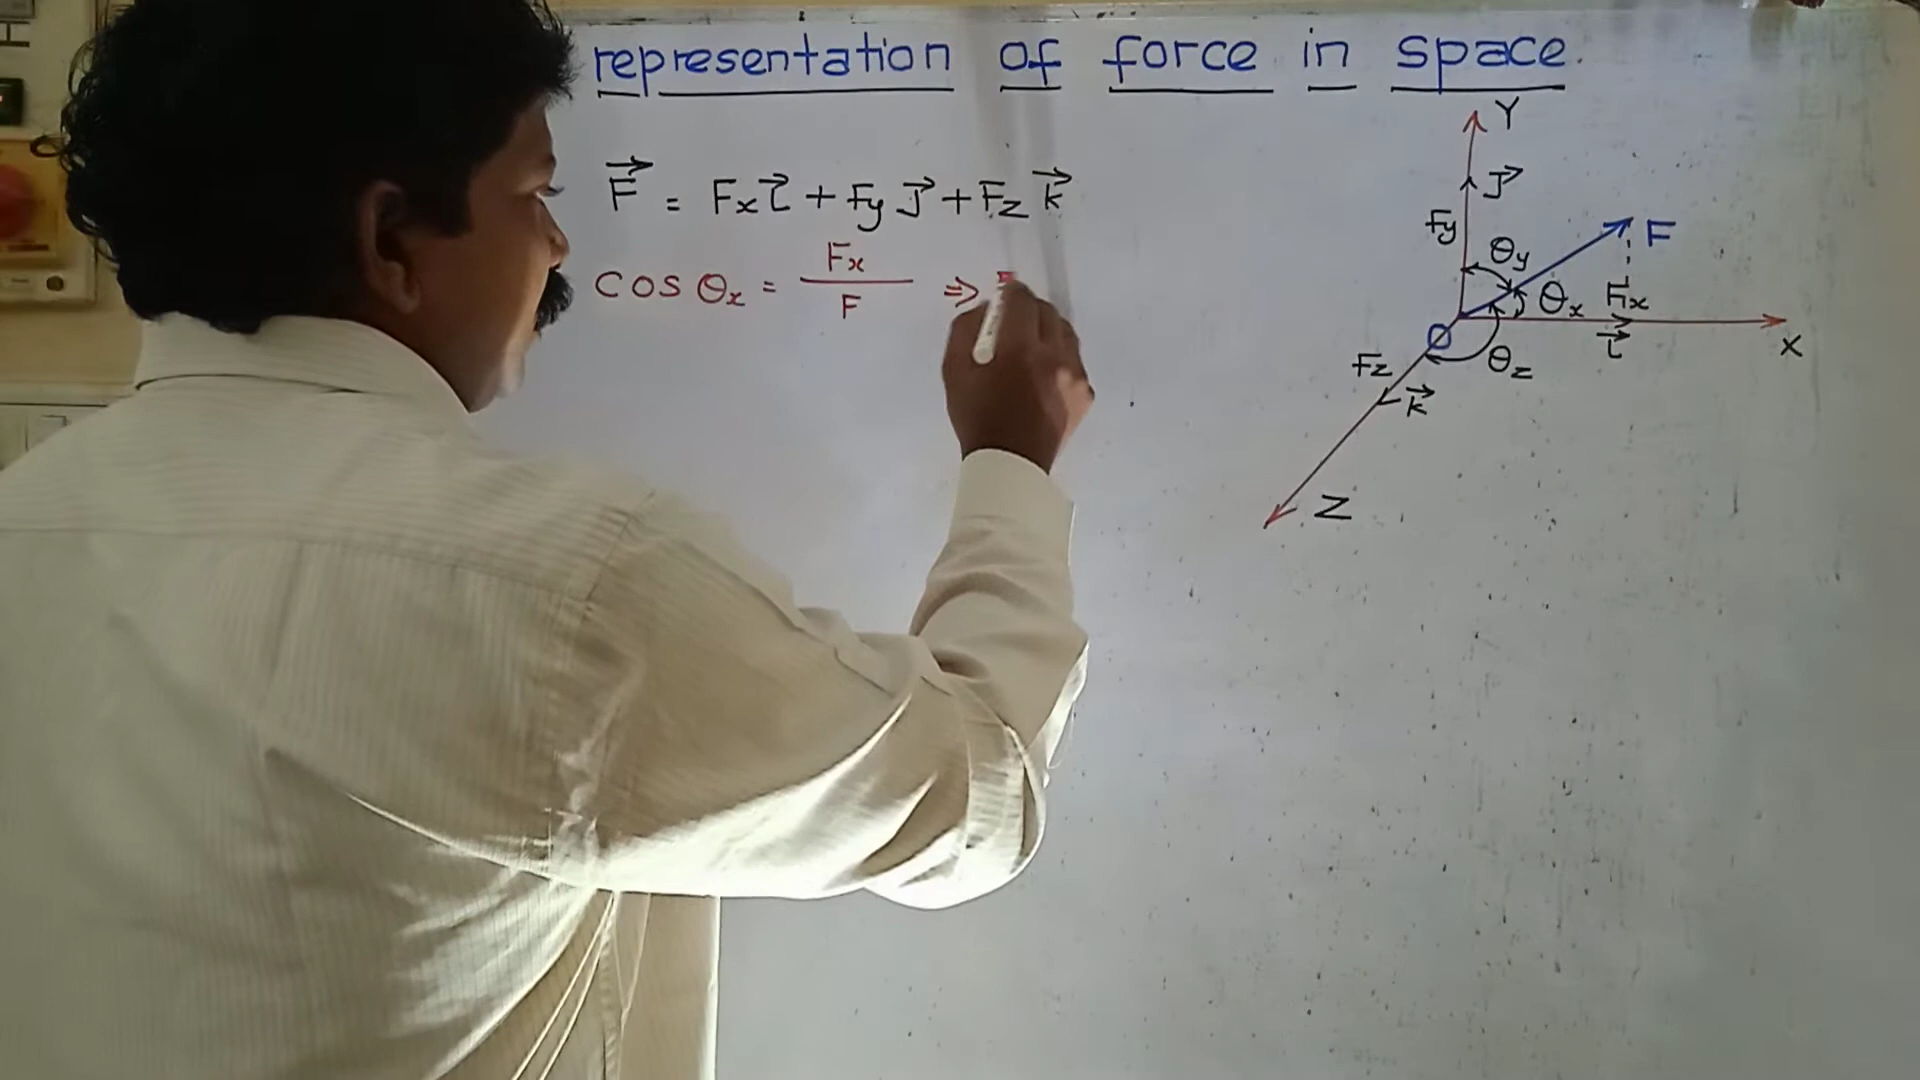 representation of force in space.
F⃗ = Fx i⃗ + Fy j⃗ + Fz k⃗
cos θx = Fx / F ⇒
Y
j⃗
Fy
θy
F
θx
Fx
i⃗
X
O
θz
Fz
k⃗
Z